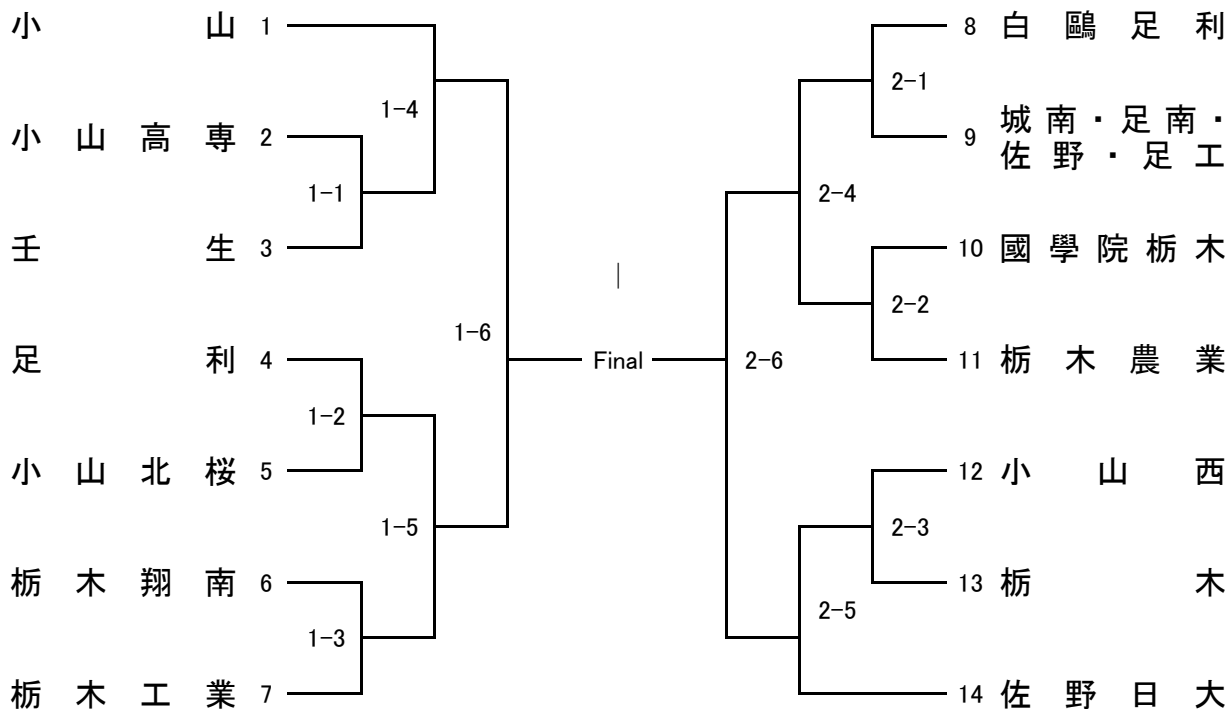 小山 1
1-4
小山高専 2
1-1
壬生 3
1-6
足利 4
1-2
小山北桜 5
1-5
栃木翔南 6
1-3
栃木工業 7
Final
8 白鷗足利
2-1
9 城南・足南・
佐野・足工
2-4
10 國學院栃木
2-2
11 栃木農業
2-6
12 小山西
2-3
13 栃木
2-5
14 佐野日大